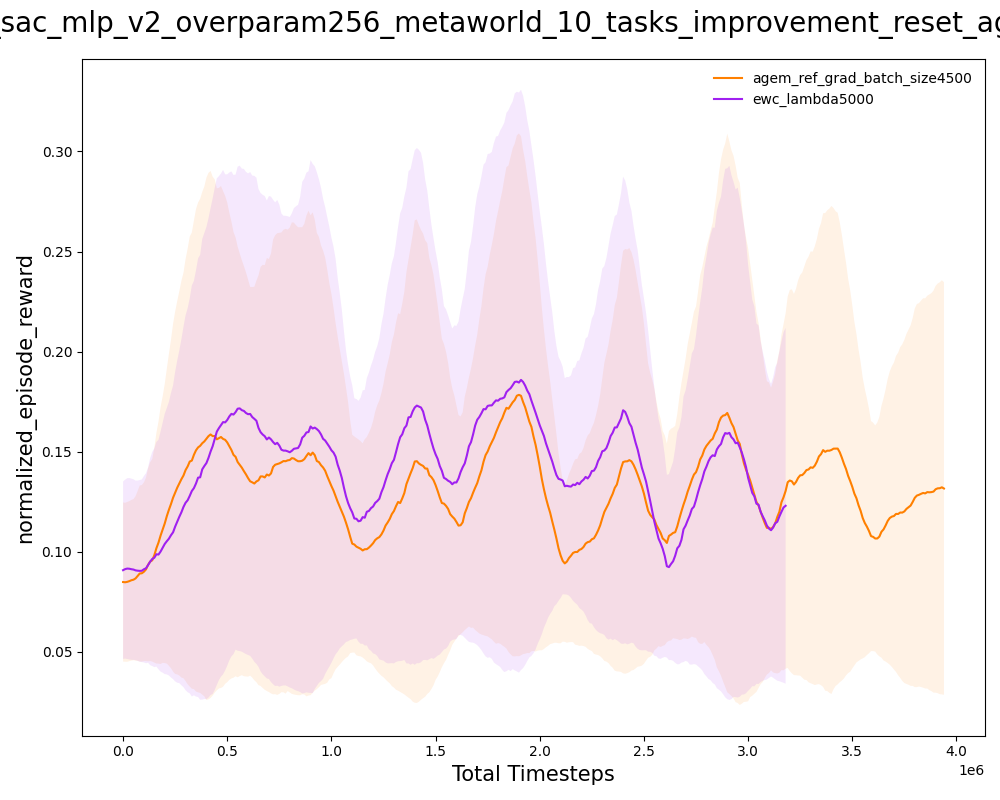 _sac_mlp_v2_overparam256_metaworld_10_tasks_improvement_reset_ag
agem_ref_grad_batch_size4500
ewc_lambda5000
normalized_episode_reward
0.30
0.25
0.20
0.15
0.10
0.05
0.0 0.5 1.0 1.5 2.0 2.5 3.0 3.5 4.0
1e6
Total Timesteps